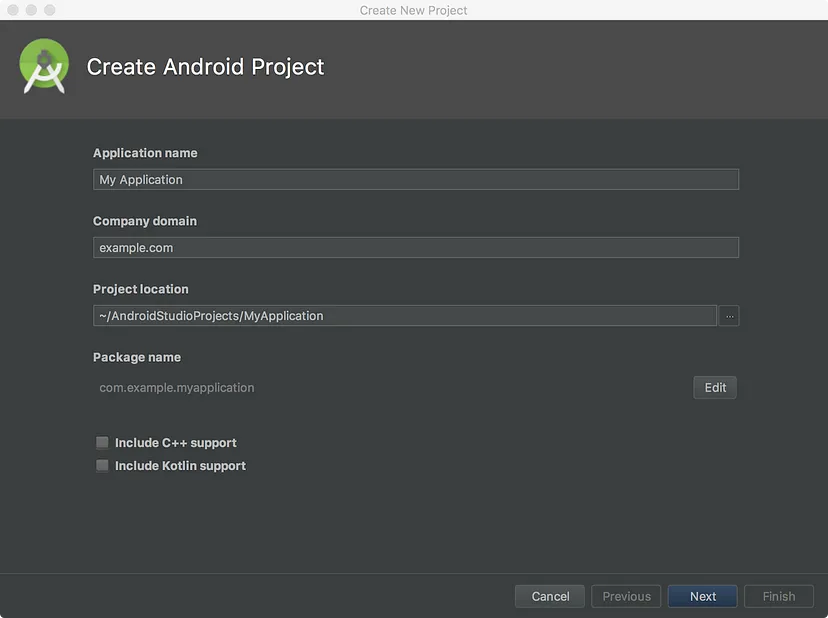 Create New Project
Create Android Project
Application name
My Application
Company domain
example.com
Project location
~/AndroidStudioProjects/MyApplication
...
Package name
com.example.myapplication
Edit
Include C++ support
Include Kotlin support
Cancel
Previous
Next
Finish